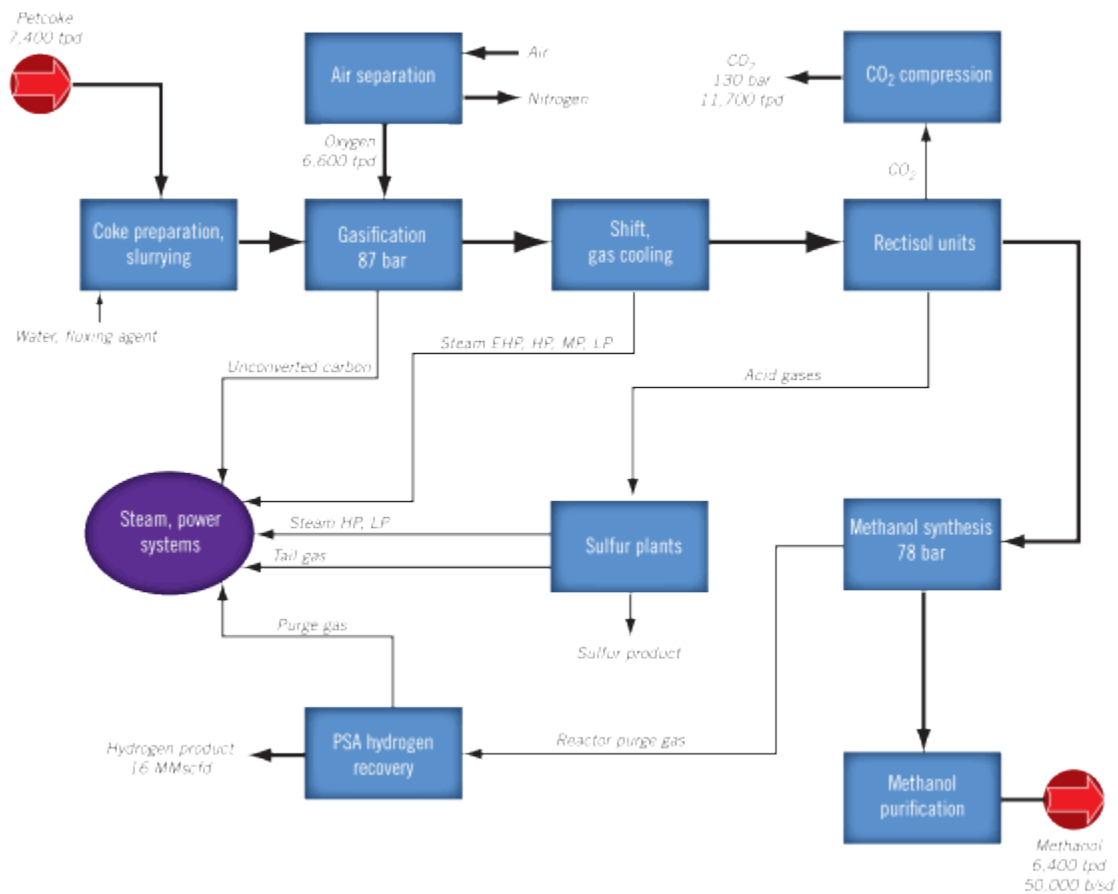 Petcoke
7,400 tpd
Air separation
Air
Nitrogen
CO₂
130 bar
11,700 tpd
CO₂ compression
Oxygen
6,600 tpd
CO₂
Coke preparation,
slurrying
Gasification
87 bar
Shift,
gas cooling
Rectisol units
Water, fluxing agent
Unconverted carbon
Steam EHP, HP, MP, LP
Acid gases
Steam, power
systems
Steam HP, LP
Tail gas
Sulfur plants
Methanol synthesis
78 bar
Purge gas
Sulfur product
Hydrogen product
16 MMscfd
PSA hydrogen
recovery
Reactor purge gas
Methanol
purification
Methanol
6,400 tpd
50,000 b/sd